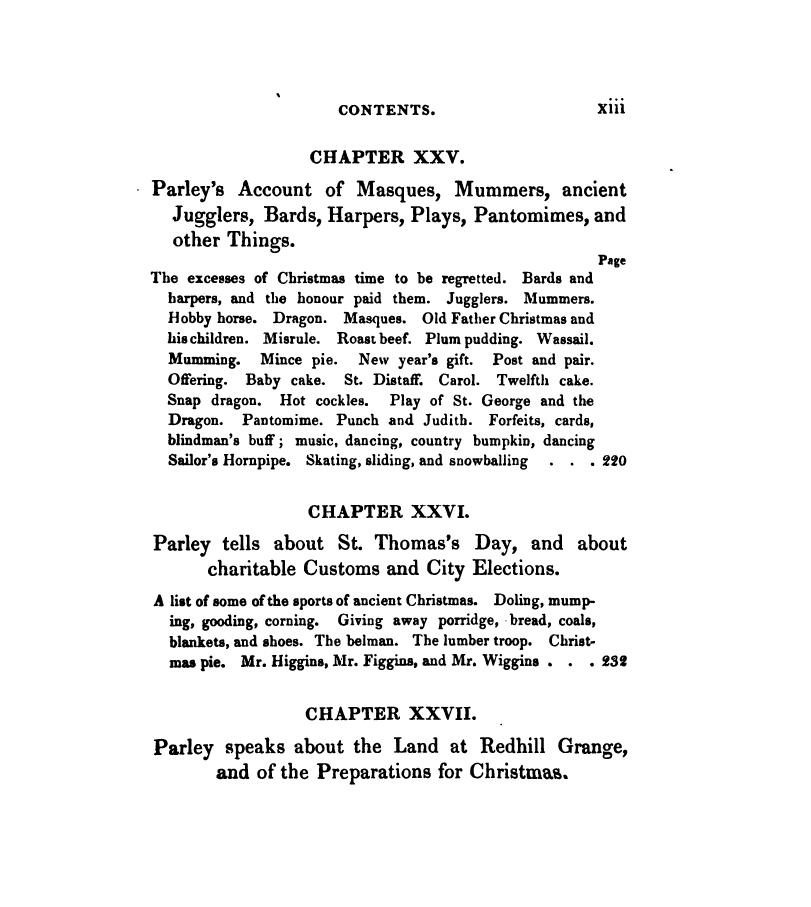 CONTENTS. xiii
CHAPTER XXV.
Parley's Account of Masques, Mummers, ancient
Jugglers, Bards, Harpers, Plays, Pantomimes, and
other Things.
Page
The excesses of Christmas time to be regretted. Bards and
harpers, and the honour paid them. Jugglers. Mummers.
Hobby horse. Dragon. Masques. Old Father Christmas and
his children. Misrule. Roast beef. Plum pudding. Wassail.
Mumming. Mince pie. New year's gift. Post and pair.
Offering. Baby cake. St. Distaff. Carol. Twelfth cake.
Snap dragon. Hot cockles. Play of St. George and the
Dragon. Pantomime. Punch and Judith. Forfeits, cards,
blindman's buff; music, dancing, country bumpkin, dancing
Sailor's Hornpipe. Skating, sliding, and snowballing . . . 220
CHAPTER XXVI.
Parley tells about St. Thomas's Day, and about
charitable Customs and City Elections.
A list of some of the sports of ancient Christmas. Doling, mump-
ing, gooding, corning. Giving away porridge, bread, coals,
blankets, and shoes. The belman. The lumber troop. Christ-
mas pie. Mr. Higgins, Mr. Figgins, and Mr. Wiggins . . . 232
CHAPTER XXVII.
Parley speaks about the Land at Redhill Grange,
and of the Preparations for Christmas.